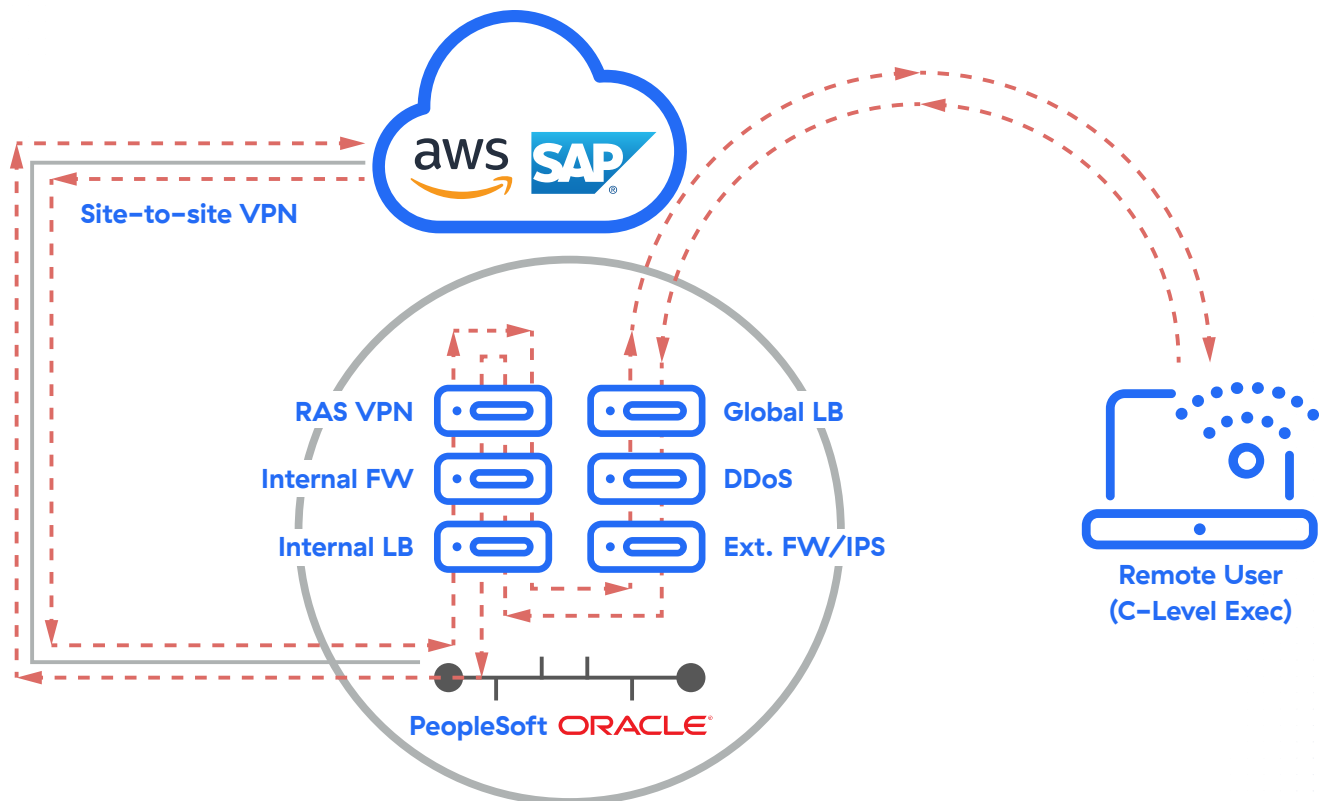 aws SAP®
Site-to-site VPN
RAS VPN
Global LB
Internal FW
DDoS
Internal LB
Ext. FW/IPS
Remote User
(C-Level Exec)
PeopleSoft ORACLE®